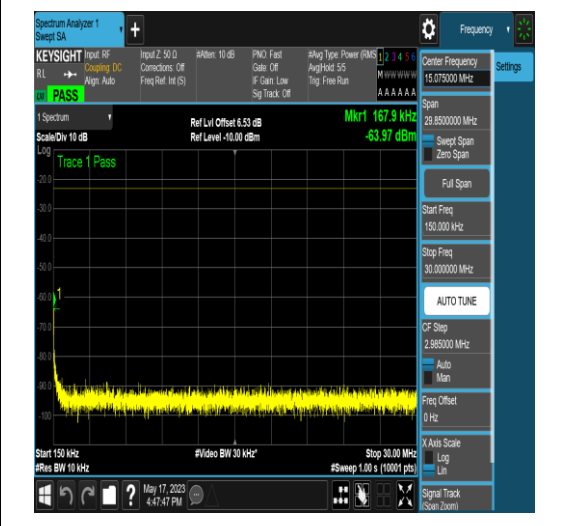 Spectrum Analyzer 1
Swept SA
Frequency
KEYSIGHT
RL
PASS
Input: RF
Coupling: DC
Align: Auto
Input Z: 50 Ω
Corrections: Off
Freq Ref: Int (S)
#Atten: 10 dB
PNO: Fast
Gate: Off
IF Gain: Low
Sig Track: Off
#Avg Type: Power (RMS
Avg|Hold: 5/5
Trig: Free Run
1 2 3 4 5 6
M W W W W W
A A A A A A
1 Spectrum
Scale/Div 10 dB
Ref Lvl Offset 6.53 dB
Ref Level -10.00 dBm
Mkr1 167.9 kHz
-63.97 dBm
Log
Trace 1 Pass
-20.0
-30.0
-40.0
-50.0
-60.0
1
-70.0
-80.0
-90.0
-100
Start 150 kHz
#Res BW 10 kHz
#Video BW 30 kHz*
Stop 30.00 MHz
#Sweep 1.00 s (10001 pts)
?
May 17, 2023
4:47:47 PM
Center Frequency
15.075000 MHz
Settings
Span
29.8500000 MHz
Swept Span
Zero Span
Full Span
Start Freq
150.000 kHz
Stop Freq
30.000000 MHz
AUTO TUNE
CF Step
2.985000 MHz
Auto
Man
Freq Offset
0 Hz
X Axis Scale
Log
Lin
Signal Track
(Span Zoom)